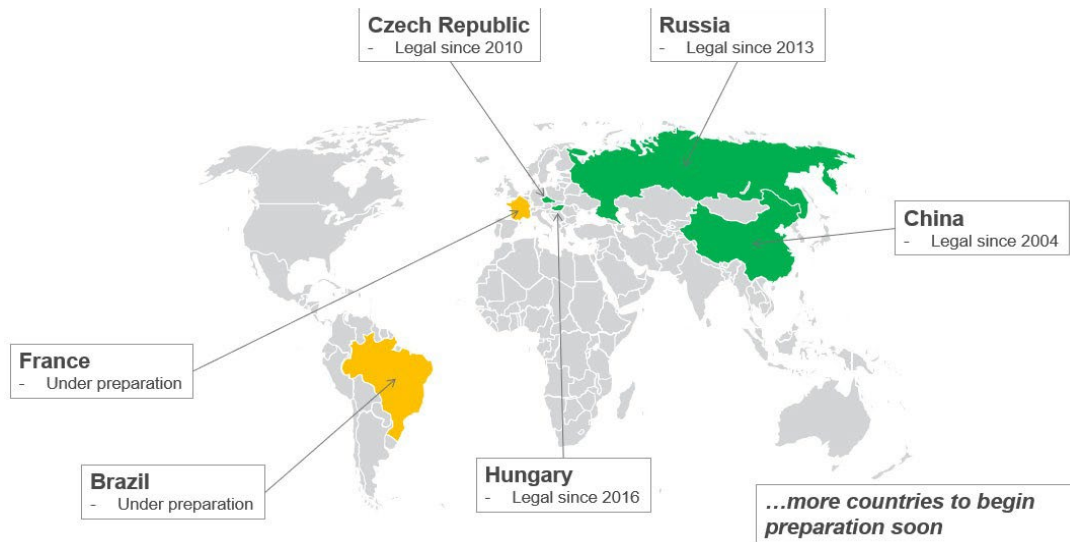 Czech Republic
- Legal since 2010
Russia
- Legal since 2013
China
- Legal since 2004
France
- Under preparation
Brazil
- Under preparation
Hungary
- Legal since 2016
...more countries to begin
preparation soon